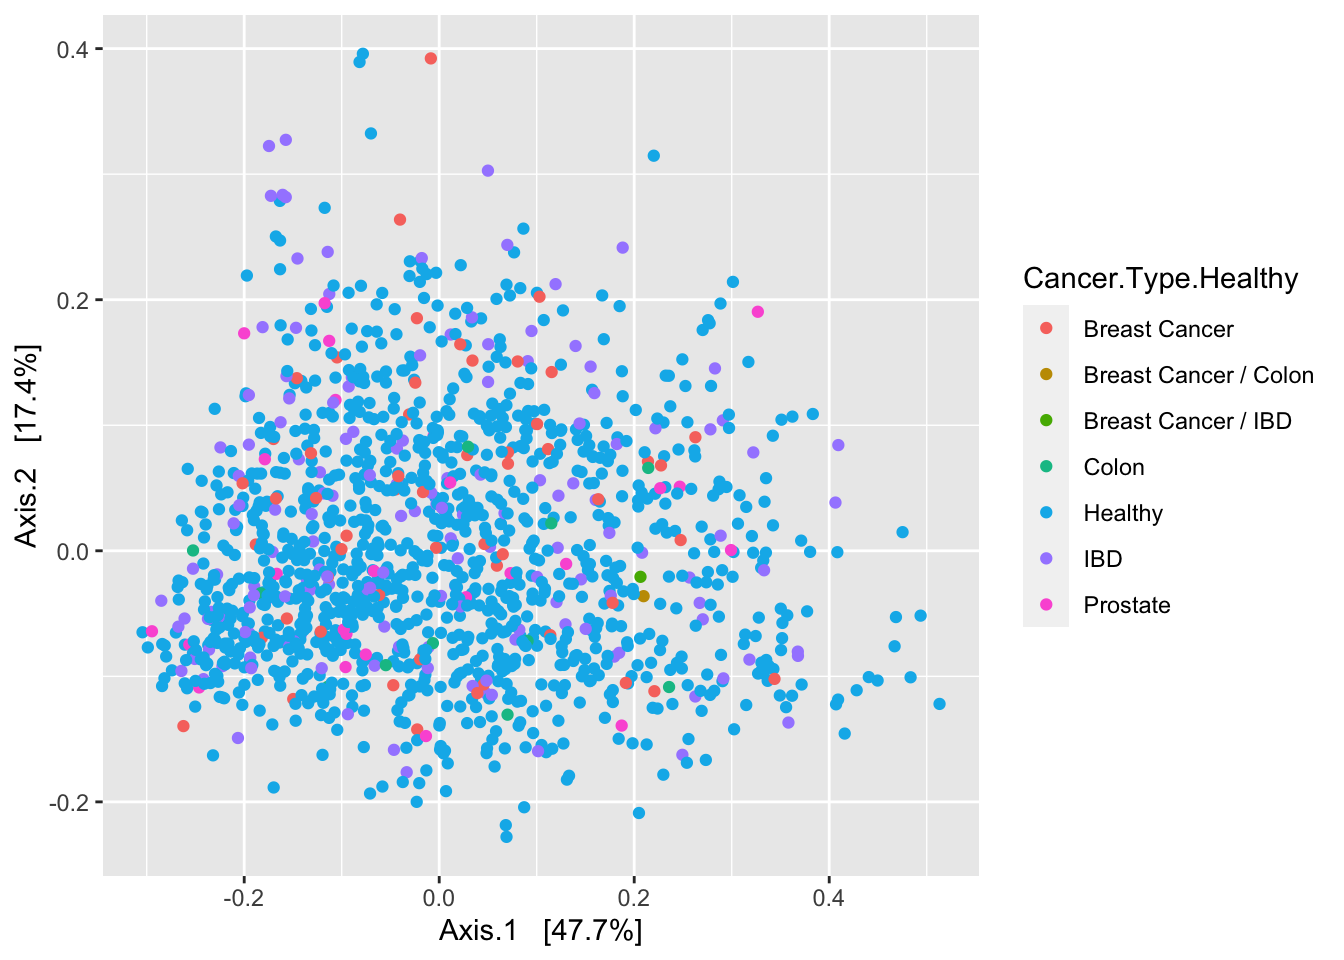 0.4
0.2
0.0
-0.2
Axis.2 [17.4%]
-0.2
0.0
0.2
0.4
Axis.1 [47.7%]
Cancer.Type.Healthy
Breast Cancer
Breast Cancer / Colon
Breast Cancer / IBD
Colon
Healthy
IBD
Prostate